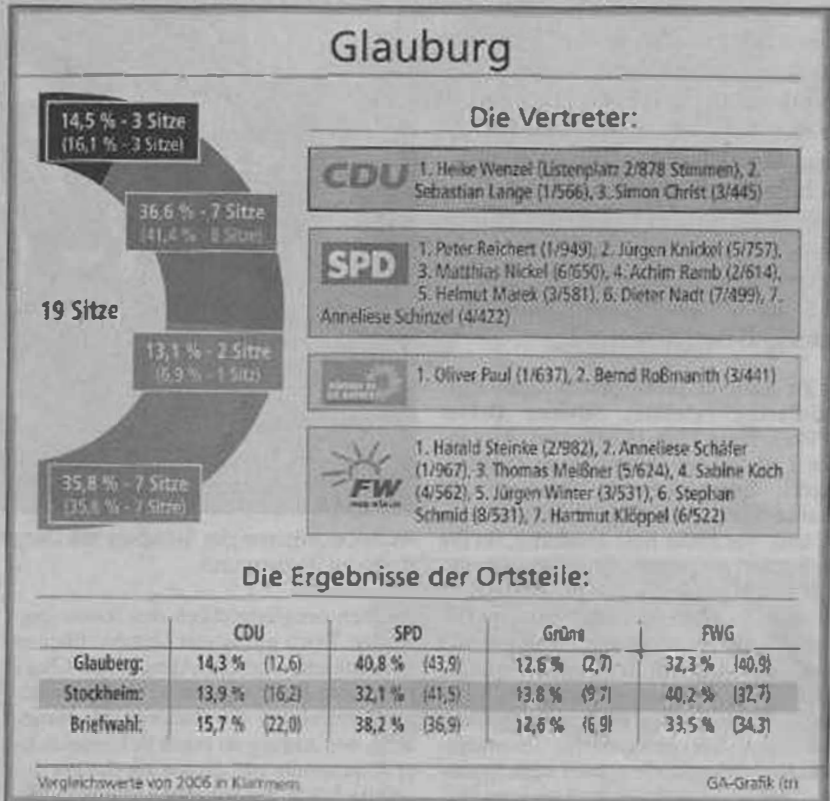 Glauburg
14,5 % - 3 Sitze
(16,1 % - 3 Sitze)
36,6 % - 7 Sitze
(41,4 % - 8 Sitze)
19 Sitze
13,1 % - 2 Sitze
(6,9 % - 1 Sitz)
35,8 % - 7 Sitze
(35,6 % - 7 Sitze)
Die Vertreter:
CDU
1. Heike Wenzel (Listenplatz 2/878 Stimmen), 2.
Sebastian Lange (1/566), 3. Simon Christ (3/445)
SPD
1. Peter Reichert (1/949), 2. Jürgen Knickel (5/757),
3. Matthias Nickel (6/650), 4. Achim Ramb (2/614),
5. Helmut Marek (3/581), 6. Dieter Nadt (7/499), 7.
Anneliese Schinzel (4/422)
1. Oliver Paul (1/637), 2. Bernd Roßmanith (3/441)
FW
1. Harald Steinke (2/982), 2. Anneliese Schäfer
(1/967), 3. Thomas Meißner (5/624), 4. Sabine Koch
(4/562), 5. Jürgen Winter (3/531), 6. Stephan
Schmid (8/531), 7. Hartmut Klöppel (6/522)
Die Ergebnisse der Ortsteile:
CDU SPD Grüne FWG
Glauberg: 14,3 % (12,6) 40,8 % (43,9) 12,6 % (2,7) 32,3 % (40,9)
Stockheim: 13,9 % (16,2) 32,1 % (41,5) 13,8 % (9,7) 40,2 % (32,7)
Briefwahl: 15,7 % (22,0) 38,2 % (36,9) 12,6 % (6,9) 33,5 % (34,3)
Vergleichswerte von 2006 in Klammern
GA-Grafik (tr)